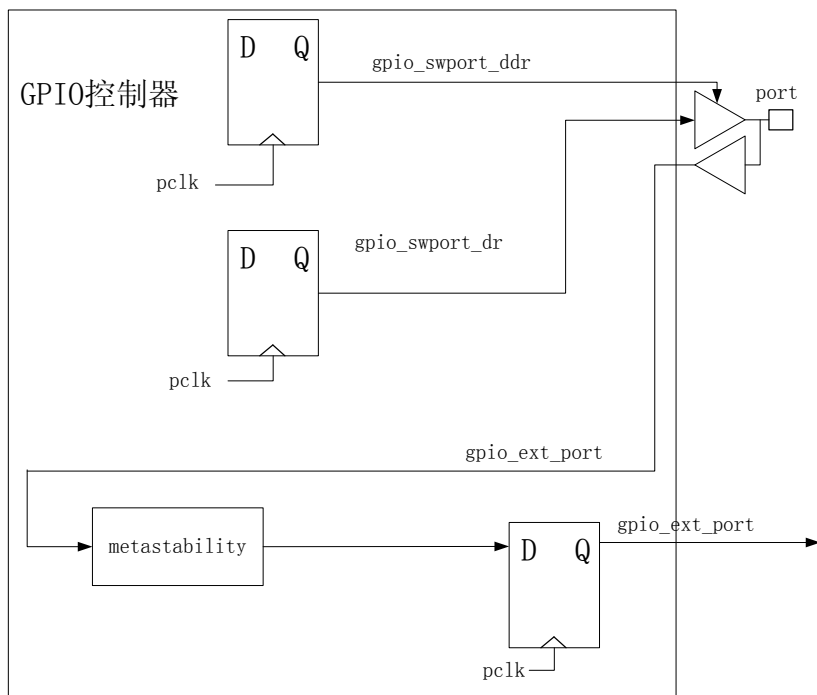 D Q
gpio_swport_ddr
GPIO控制器
port
pclk
D Q
gpio_swport_dr
pclk
gpio_ext_port
metastability
D Q
gpio_ext_port
pclk